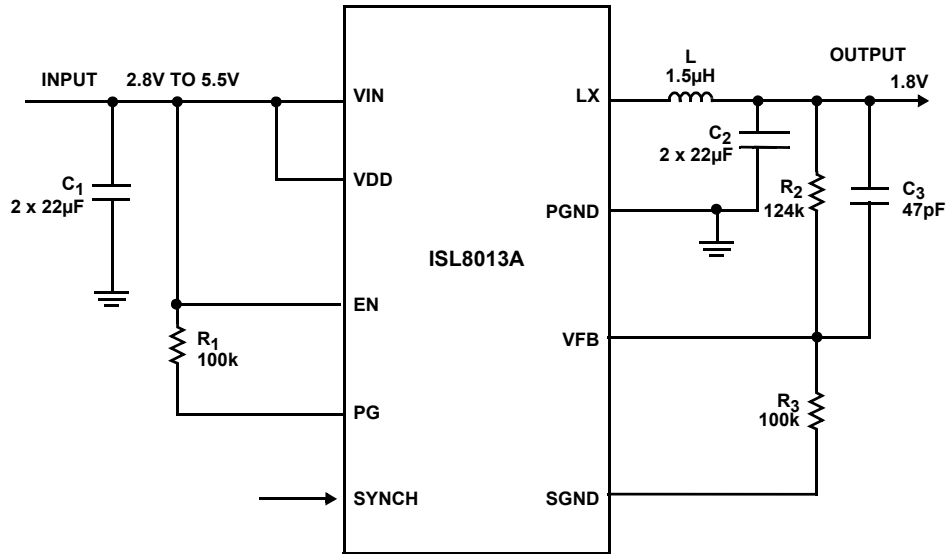 INPUT 2.8V TO 5.5V
C1
2 x 22µF
R1
100k
VIN
VDD
EN
PG
SYNCH
ISL8013A
LX
PGND
VFB
SGND
L
1.5µH
OUTPUT
1.8V
C2
2 x 22µF
R2
124k
C3
47pF
R3
100k